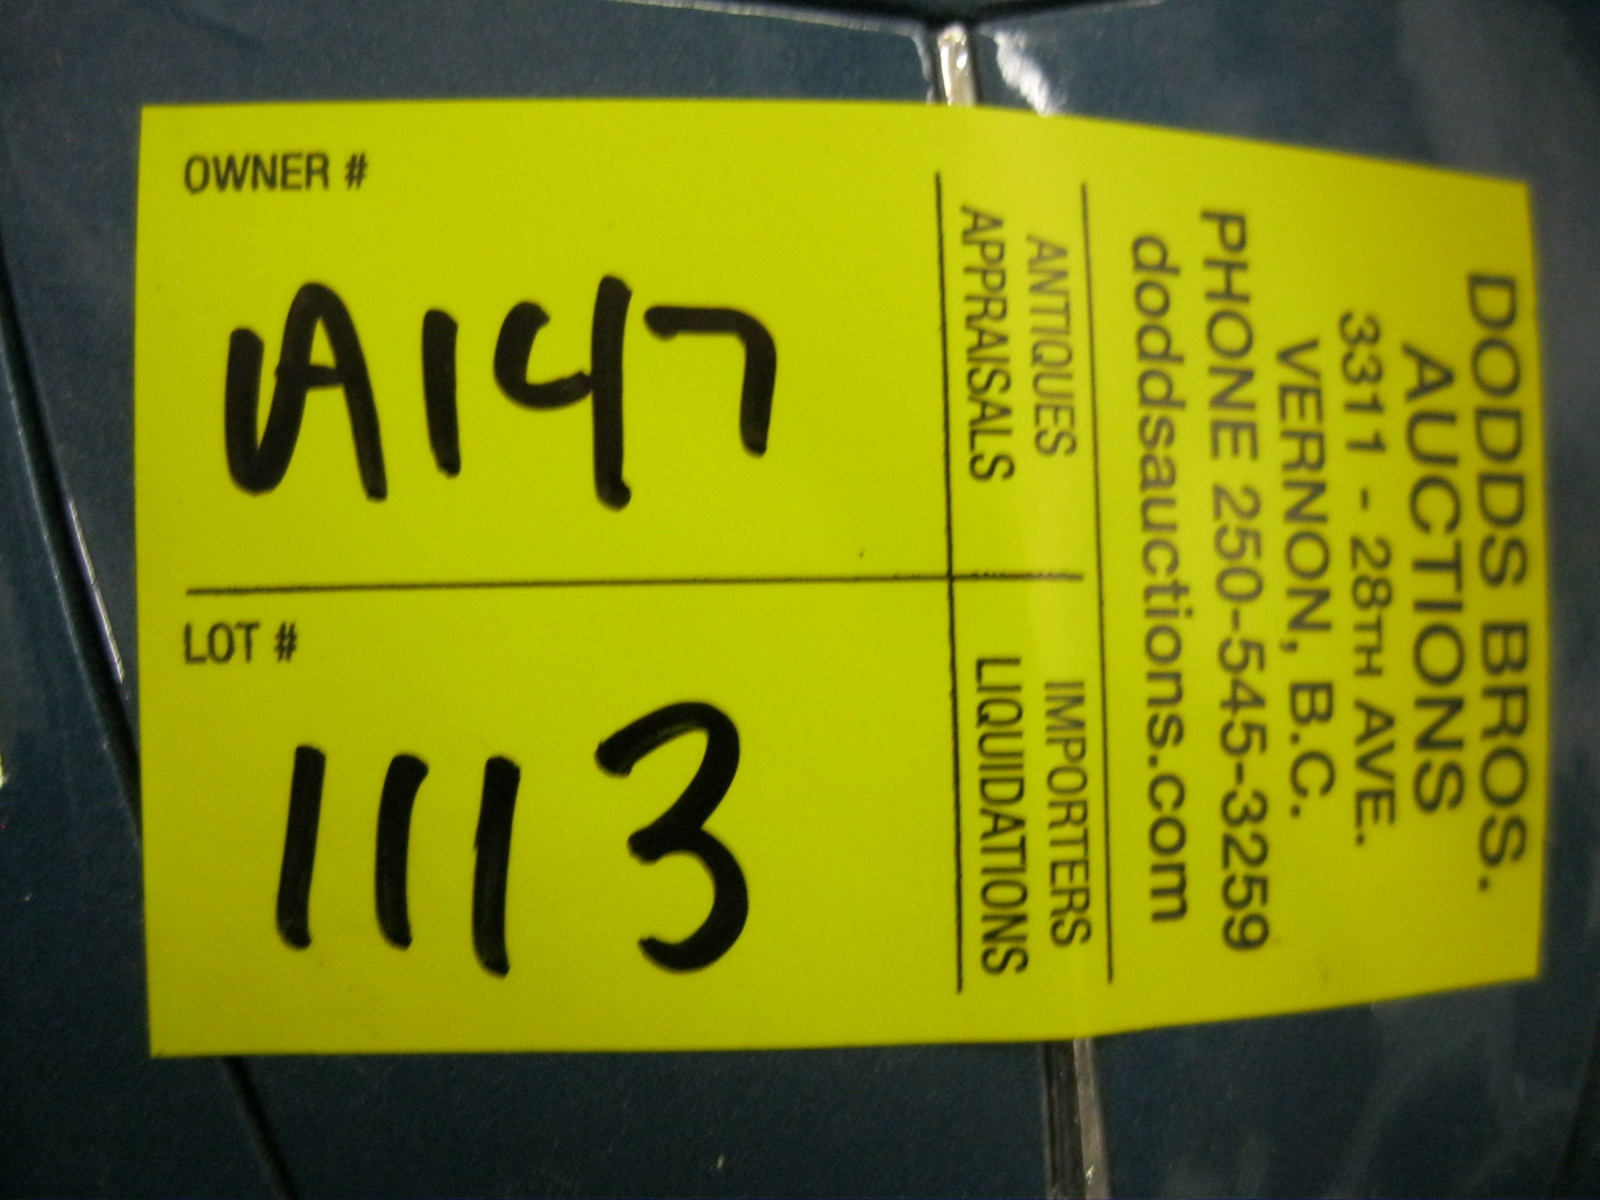 OWNER #
A147
LOT #
1113
ANTIQUES
APPRAISALS
IMPORTERS
LIQUIDATIONS
DODDS BROS.
AUCTIONS
3311 - 28TH AVE.
VERNON, B.C.
PHONE 250-545-3259
doddsauctions.com